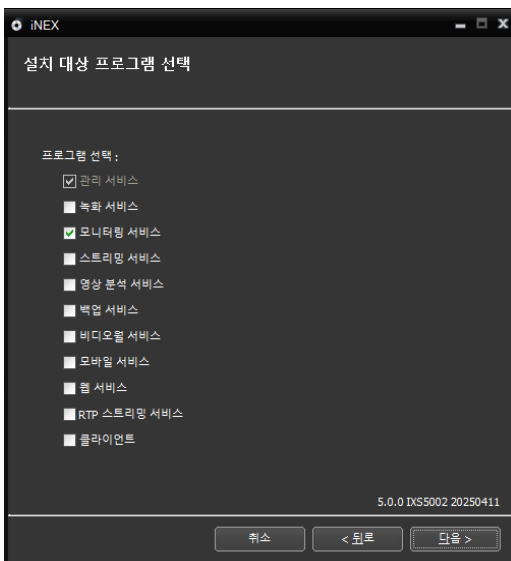 iNEX
설치 대상 프로그램 선택
프로그램 선택 :
관리 서비스
녹화 서비스
모니터링 서비스
스트리밍 서비스
영상 분석 서비스
백업 서비스
비디오월 서비스
모바일 서비스
웹 서비스
RTP 스트리밍 서비스
클라이언트
5.0.0 IXS5002 20250411
취소
< 뒤로
다음 >